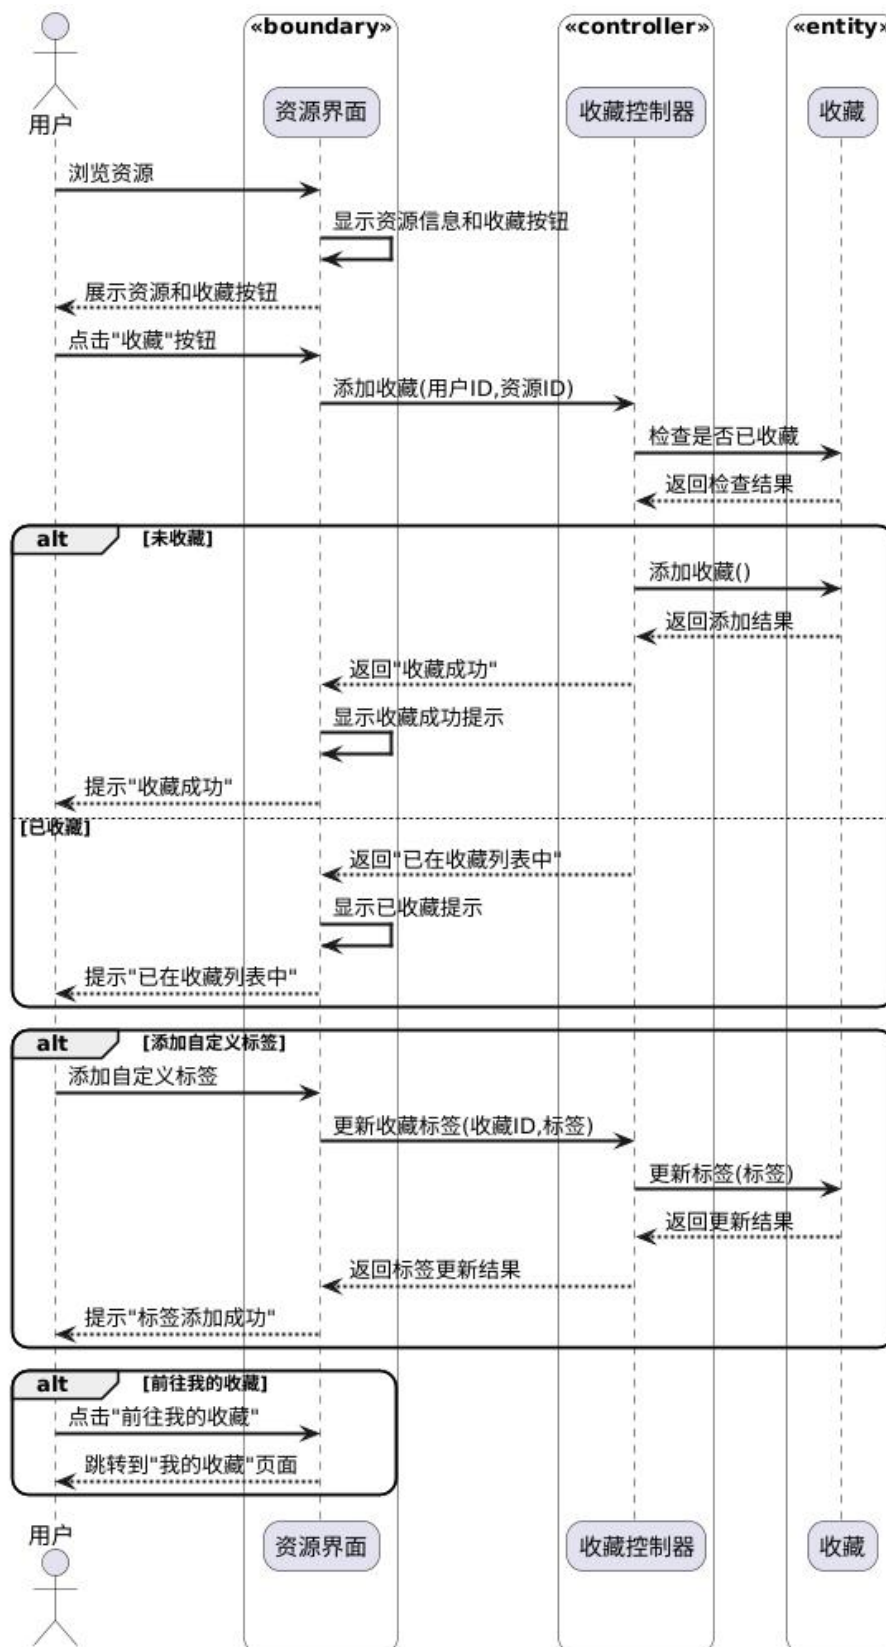 «boundary»
«controller»
«entity»
用户
资源界面
收藏控制器
收藏
浏览资源
显示资源信息和收藏按钮
展示资源和收藏按钮
点击"收藏"按钮
添加收藏(用户ID,资源ID)
检查是否已收藏
返回检查结果
alt
[未收藏]
添加收藏()
返回添加结果
返回"收藏成功"
显示收藏成功提示
提示"收藏成功"
[已收藏]
返回"已在收藏列表中"
显示已收藏提示
提示"已在收藏列表中"
alt
[添加自定义标签]
添加自定义标签
更新收藏标签(收藏ID,标签)
更新标签(标签)
返回更新结果
返回标签更新结果
提示"标签添加成功"
alt
[前往我的收藏]
点击"前往我的收藏"
跳转到"我的收藏"页面
用户
资源界面
收藏控制器
收藏